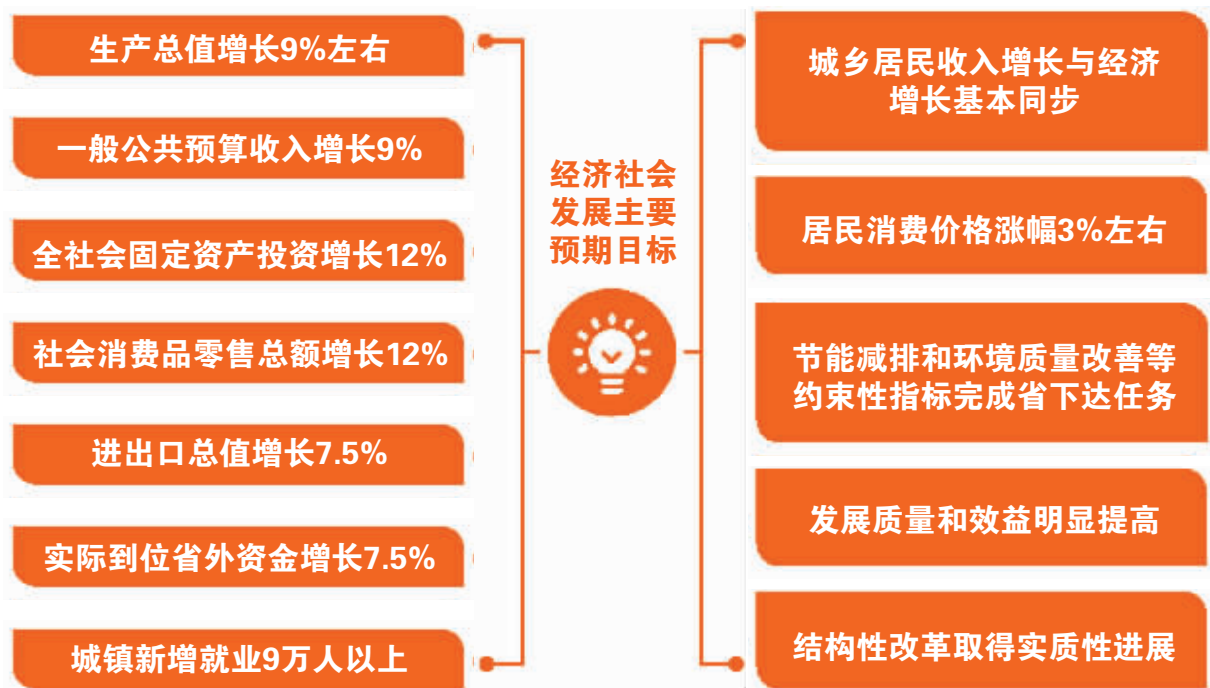 生产总值增长9%左右
一般公共预算收入增长9%
全社会固定资产投资增长12%
社会消费品零售总额增长12%
进出口总值增长7.5%
实际到位省外资金增长7.5%
城镇新增就业9万人以上
经济社会
发展主要
预期目标
城乡居民收入增长与经济
增长基本同步
居民消费价格涨幅3%左右
节能减排和环境质量改善等
约束性指标完成省下达任务
发展质量和效益明显提高
结构性改革取得实质性进展